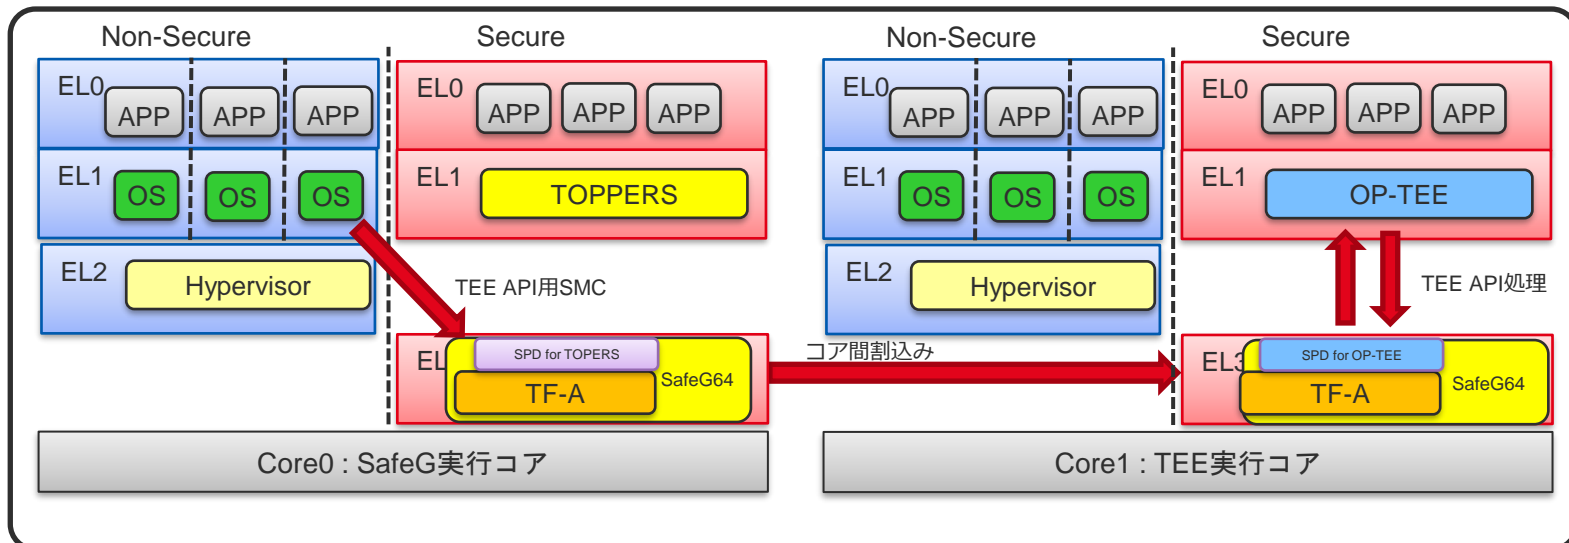 Non-Secure
Secure
EL0
APP
APP
APP
EL0
APP
APP
APP
EL1
OS
OS
OS
EL1
TOPPERS
EL2
Hypervisor
TEE API用SMC
EL
SPD for TOPERS
TF-A
SafeG64
Core0 : SafeG実行コア
コア間割込み
Non-Secure
Secure
EL0
APP
APP
APP
EL0
APP
APP
APP
EL1
OS
OS
OS
EL1
OP-TEE
EL2
Hypervisor
TEE API処理
EL3
SPD for OP-TEE
TF-A
SafeG64
Core1 : TEE実行コア